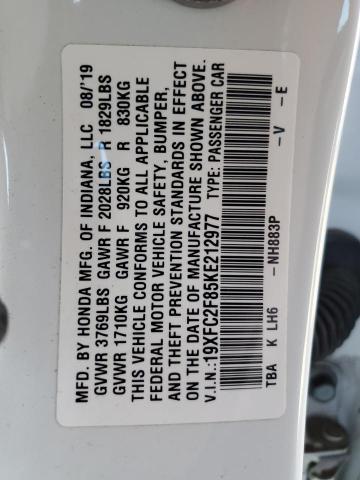 MFD. BY HONDA MFG. OF INDIANA, LLC 08/'19
GVWR 3769LBS GAWR F 2028LBS R 1829LBS
GVWR 1710KG GAWR F 920KG R 830KG
THIS VEHICLE CONFORMS TO ALL APPLICABLE
FEDERAL MOTOR VEHICLE SAFETY, BUMPER,
AND THEFT PREVENTION STANDARDS IN EFFECT
ON THE DATE OF MANUFACTURE SHOWN ABOVE.
V.I.N.:19XFC2F85KE212977 TYPE: PASSENGER CAR
TBA K LH6 -NH883P -V -E